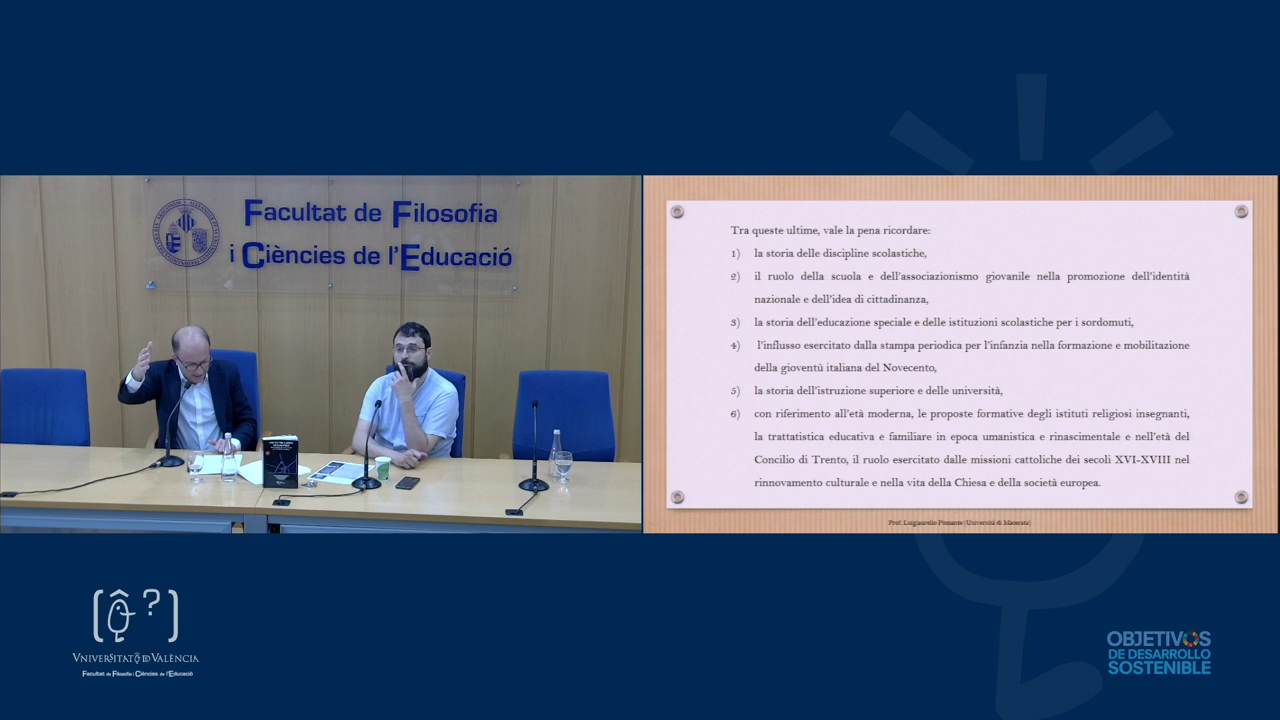 Facultat de Filosofia
i Ciències de l'Educació
Tra queste ultime, vale la pena ricordare:
1) la storia delle discipline scolastiche,
2) il ruolo della scuola e dell'associazionismo giovanile nella promozione dell'identità
nazionale e dell'idea di cittadinanza,
3) la storia dell'educazione speciale e delle istituzioni scolastiche per i sordomuti,
4) l'influsso esercitato dalla stampa periodica per l'infanzia nella formazione e mobilitazione
della gioventù italiana del Novecento,
5) la storia dell'istruzione superiore e delle università,
6) con riferimento all'età moderna, le proposte formative degli istituti religiosi insegnanti,
la trattatistica educativa e familiare in epoca umanistica e rinascimentale e nell'età del
Concilio di Trento, il ruolo esercitato dalle missioni cattoliche dei secoli XVI-XVIII nel
rinnovamento culturale e nella vita della Chiesa e della società europea.
Prof. Luigiaurelio Pomante (Università di Macerata)
[Ô ?]
VNIVERSITAT ID VALÈNCIA
Facultat de Filosofia i Ciències de l'Educació
OBJETIVOS
DE DESARROLLO
SOSTENIBLE